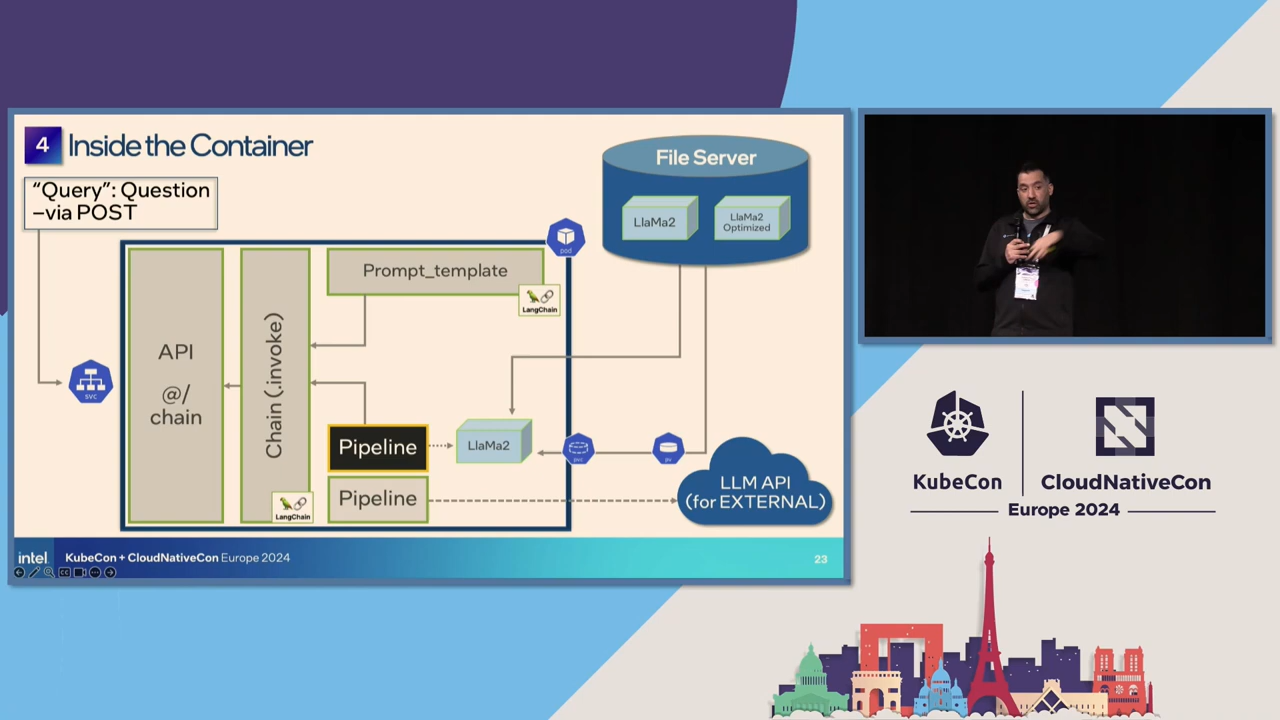 4 Inside the Container
"Query": Question
–via POST
svc
API
@/
chain
Chain (.invoke)
LangChain
Prompt_template
LangChain
pod
Pipeline
LlaMa2
Pipeline
File Server
LlaMa2
LlaMa2
Optimized
pvc
pv
LLM API
(for EXTERNAL)
intel
KubeCon + CloudNativeCon Europe 2024
23
KubeCon
CloudNativeCon
Europe 2024